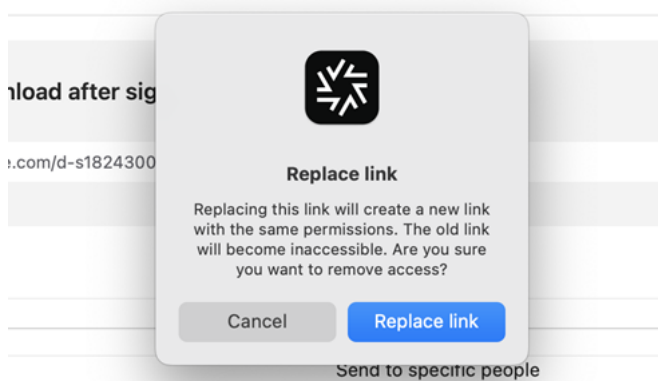 nload after sig
e.com/d-s1824300
Replace link
Replacing this link will create a new link
with the same permissions. The old link
will become inaccessible. Are you sure
you want to remove access?
Cancel
Replace link
Send to specific people